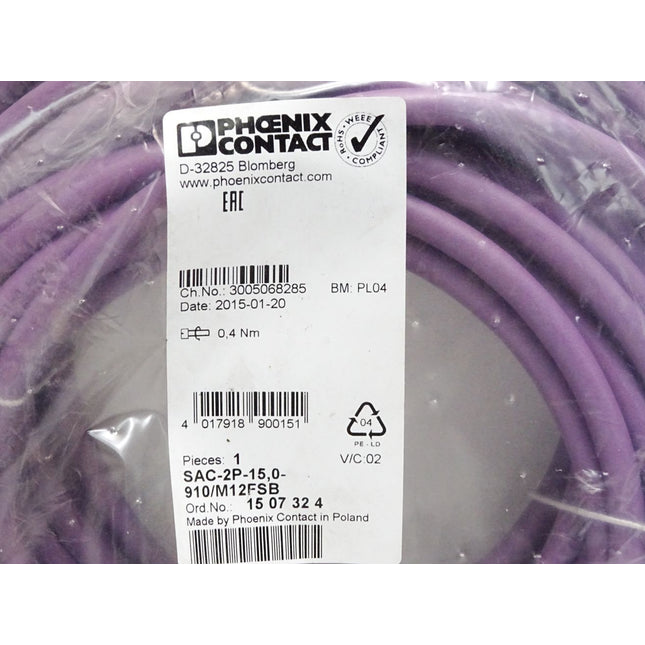 PHŒNIX
CONTACT
RoHS · WEEE
COMPLIANT
D-32825 Blomberg
www.phoenixcontact.com
EAC
Ch.No.: 3005068285 BM: PL04
Date: 2015-01-20
0,4 Nm
4 017918 900151
04
PE - LD
Pieces: 1 V/C:02
SAC-2P-15,0-
910/M12FSB
Ord.No.: 15 07 32 4
Made by Phoenix Contact in Poland